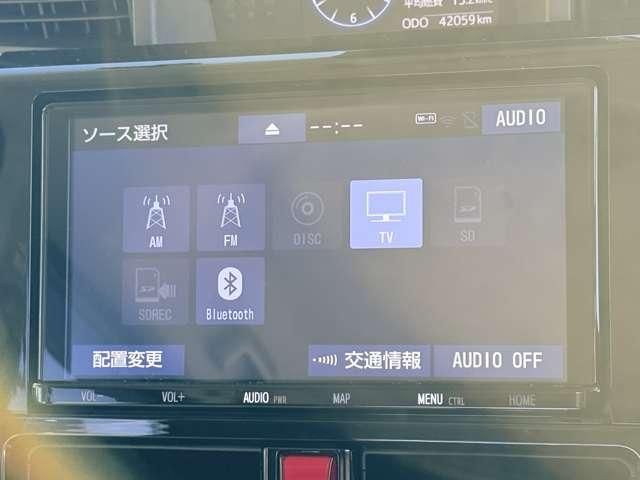 平均燃費
ODO 42059km
6
ソース選択
--:--
Wi-Fi
AUDIO
AM
FM
DISC
TV
SD
SDREC
Bluetooth
配置変更
交通情報
AUDIO OFF
VOL-
VOL+
AUDIO PWR
MAP
MENU CTRL
HOME